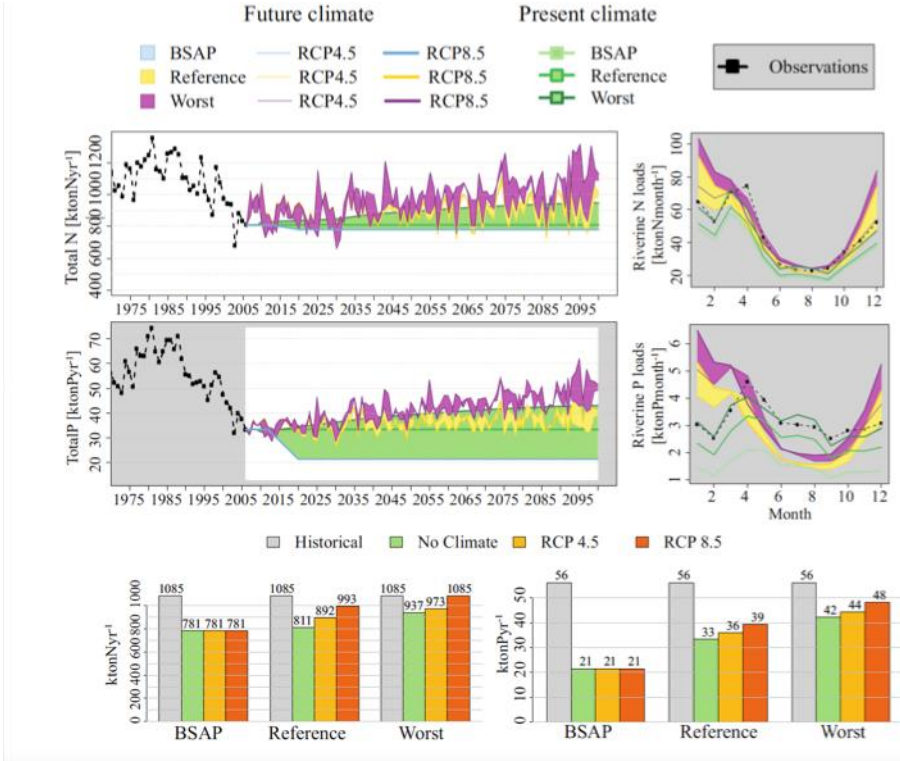 Future climate Present climate
BSAP RCP4.5 RCP8.5 BSAP
Reference RCP4.5 RCP8.5 Reference
Worst RCP4.5 RCP8.5 Worst
Observations
Total N [ktonNyr⁻¹]
400 600 800 1000 1200
1975 1985 1995 2005 2015 2025 2035 2045 2055 2065 2075 2085 2095
Riverine N loads
[ktonNmonth⁻¹]
20 40 60 80 100
2 4 6 8 10 12
TotalP [ktonPyr⁻¹]
20 30 40 50 60 70
1975 1985 1995 2005 2015 2025 2035 2045 2055 2065 2075 2085 2095
Riverine P loads
[ktonPmonth⁻¹]
1 2 3 4 5 6
2 4 6 8 10 12
Month
Historical No Climate RCP 4.5 RCP 8.5
ktonNyr⁻¹
0 200 400 600 800 1000
1085 781 781 781
1085 811 892 993
1085 937 973 1085
BSAP Reference Worst
ktonPyr⁻¹
0 10 20 30 40 50
56 21 21 21
56 33 36 39
56 42 44 48
BSAP Reference Worst